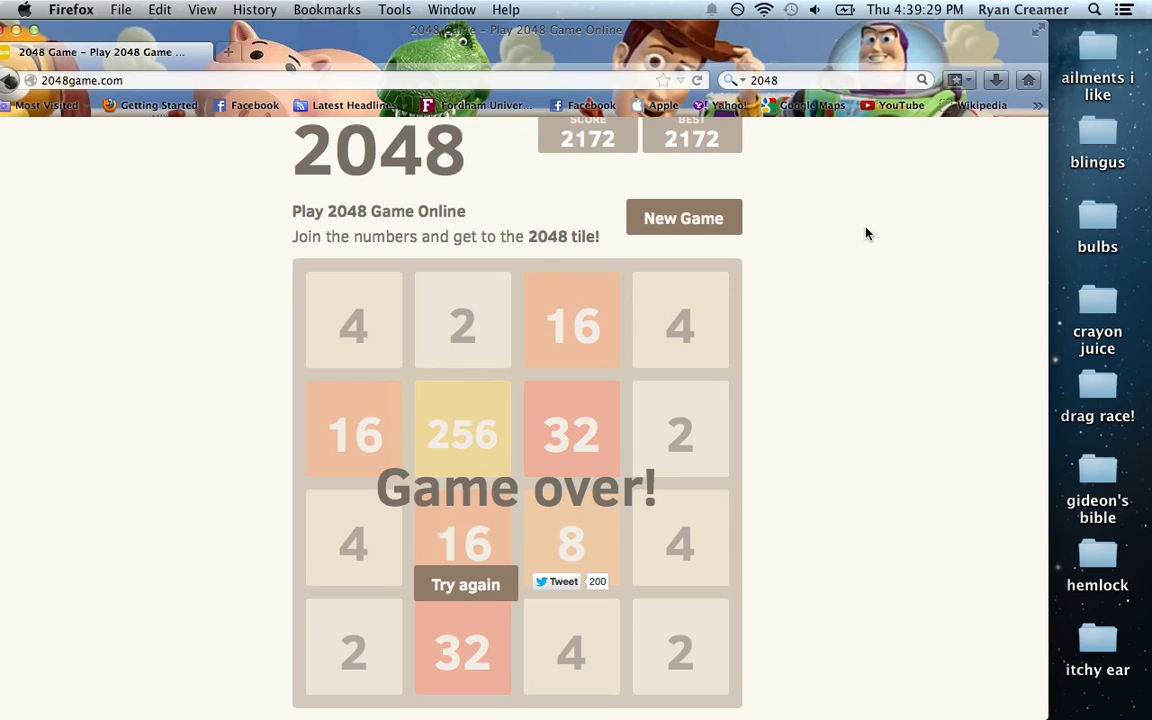 Firefox File Edit View History Bookmarks Tools Window Help Thu 4:39:29 PM Ryan Creamer
2048 Game – Play 2048 Game Online
2048 Game – Play 2048 Game ...
2048game.com 2048
Most Visited Getting Started Facebook Latest Headlines Fordham Univer... Facebook Apple Yahoo! Google Maps YouTube Wikipedia
SCORE BEST
2048 2172 2172
Play 2048 Game Online New Game
Join the numbers and get to the 2048 tile!
4 2 16 4
16 256 32 2
Game over!
4 16 8 4
Try again Tweet 200
2 32 4 2
ailments i
like
blingus
bulbs
crayon
juice
drag race!
gideon's
bible
hemlock
itchy ear